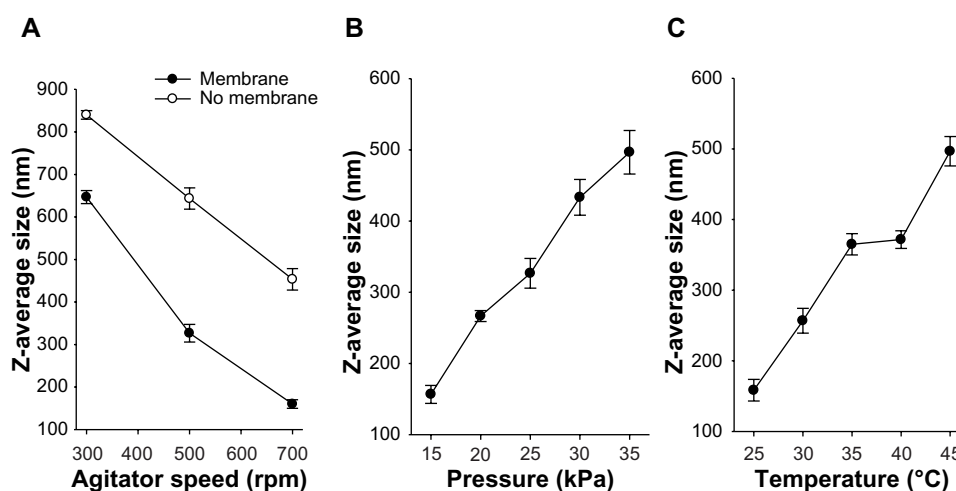 A
Membrane
No membrane
900
800
700
600
500
400
300
200
100
Z-average size (nm)
300 400 500 600 700
Agitator speed (rpm)
B
600
500
400
300
200
100
Z-average size (nm)
15 20 25 30 35
Pressure (kPa)
C
600
500
400
300
200
100
Z-average size (nm)
25 30 35 40 45
Temperature (°C)